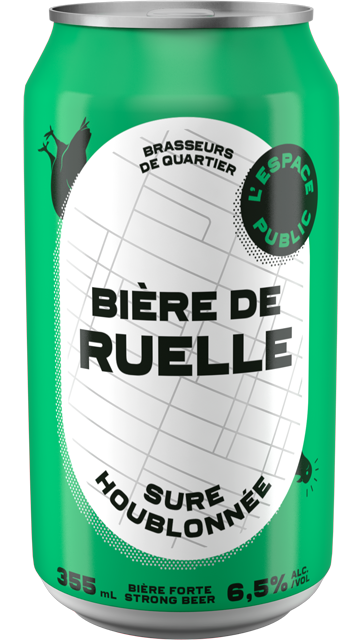 BRASSEURS
DE QUARTIER
L'ESPACE
PUBLIC
BIÈRE DE
RUELLE
SURE
HOUBLONNÉE
355 mL
BIÈRE FORTE
STRONG BEER
6,5% ALC.
/VOL